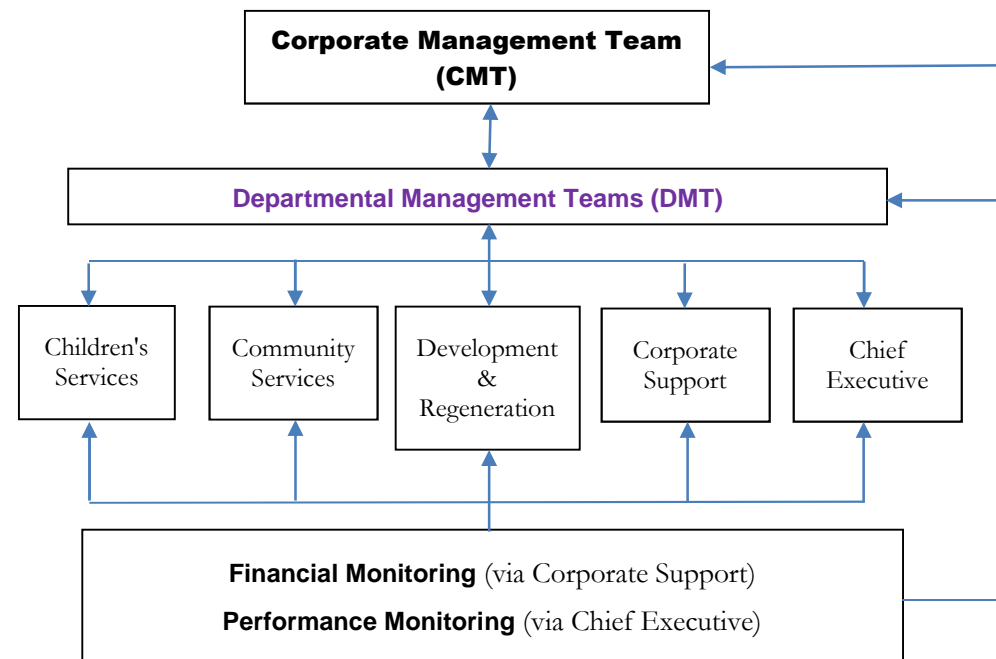 Corporate Management Team
(CMT)
Departmental Management Teams (DMT)
Children's
Services
Community
Services
Development
&
Regeneration
Corporate
Support
Chief
Executive
Financial Monitoring (via Corporate Support)
Performance Monitoring (via Chief Executive)